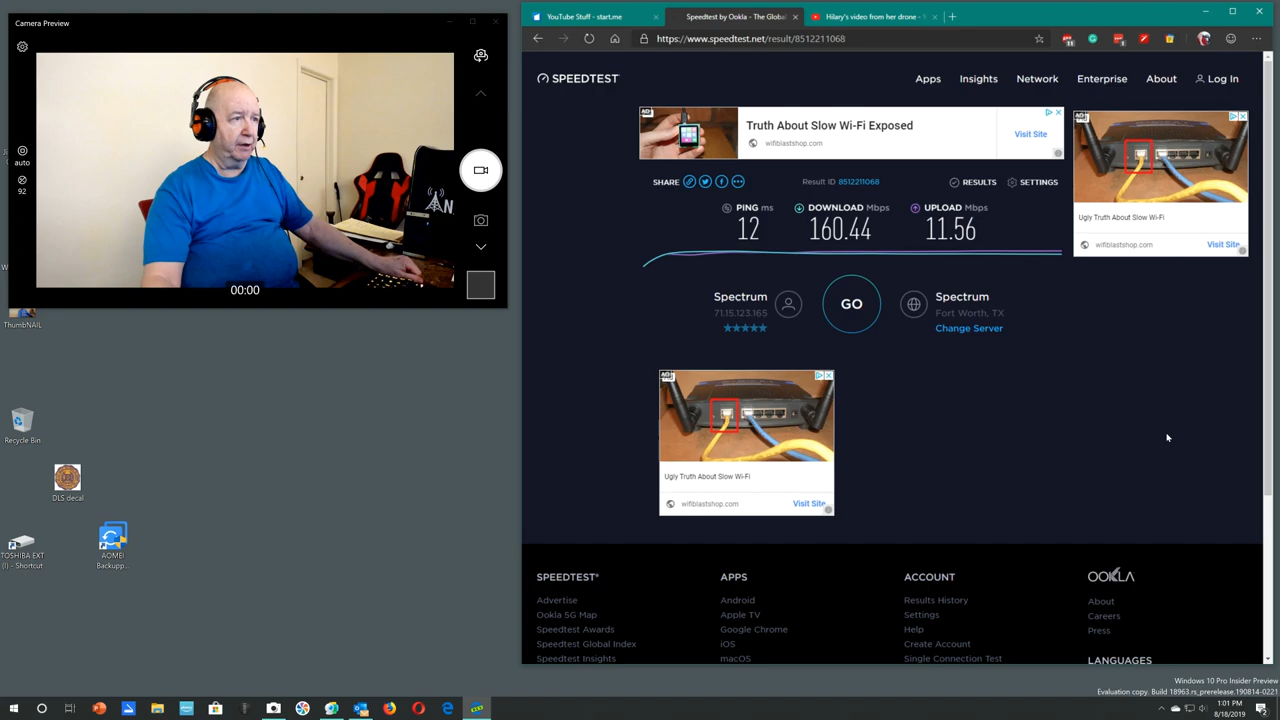 Camera Preview
auto
92
00:00
ThumbNAIL
Recycle Bin
DLS decal
TOSHIBA EXT
(I) - Shortcut
AOMEI
Backupp...
YouTube Stuff - start.me
Speedtest by Ookla - The Globa
Hilary's video from her drone -
https://www.speedtest.net/result/8512211068
SPEEDTEST
Apps
Insights
Network
Enterprise
About
Log In
Truth About Slow Wi-Fi Exposed
wifiblastshop.com
Visit Site
Ugly Truth About Slow Wi-Fi
wifiblastshop.com
Visit Site
SHARE
Result ID 8512211068
RESULTS
SETTINGS
PING ms
12
DOWNLOAD Mbps
160.44
UPLOAD Mbps
11.56
Spectrum
71.15.123.165
GO
Spectrum
Fort Worth, TX
Change Server
Ugly Truth About Slow Wi-Fi
wifiblastshop.com
Visit Site
SPEEDTEST®
Advertise
Ookla 5G Map
Speedtest Awards
Speedtest Global Index
Speedtest Insights
APPS
Android
Apple TV
Google Chrome
iOS
macOS
ACCOUNT
Results History
Settings
Help
Create Account
Single Connection Test
OOKLA
About
Careers
Press
LANGUAGES
Windows 10 Pro Insider Preview
Evaluation copy. Build 18963.rs_prerelease.190814-0221
1:01 PM
8/18/2019